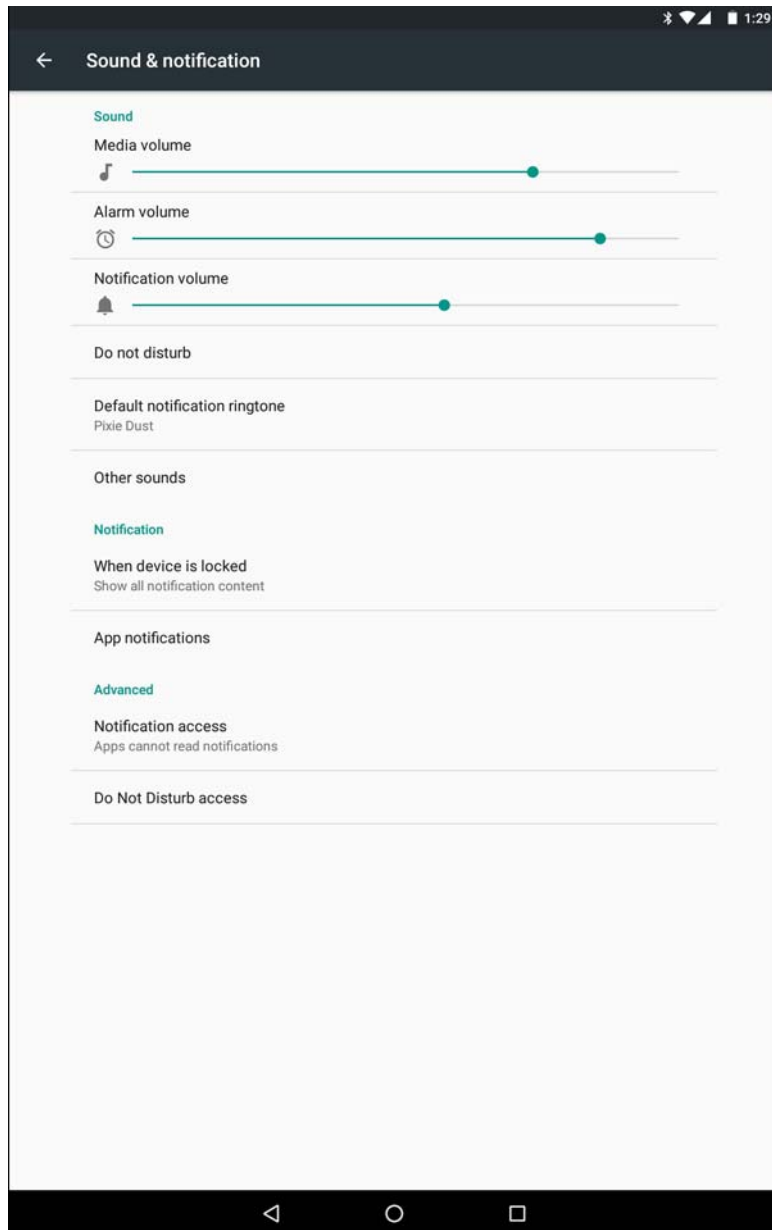 1:29
Sound & notification
Sound
Media volume
Alarm volume
Notification volume
Do not disturb
Default notification ringtone
Pixie Dust
Other sounds
Notification
When device is locked
Show all notification content
App notifications
Advanced
Notification access
Apps cannot read notifications
Do Not Disturb access